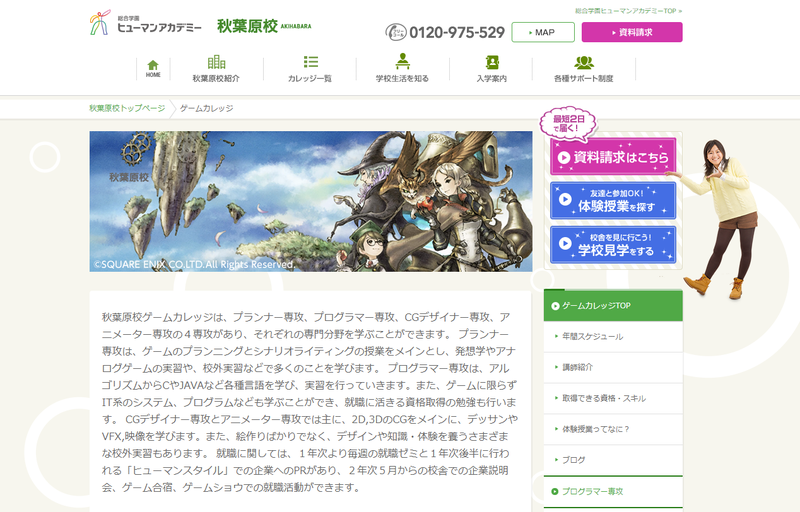 総合学園ヒューマンアカデミーTOP »
総合学園
ヒューマンアカデミー
秋葉原校 AKIHABARA
フリーコール 0120-975-529
MAP
資料請求
HOME
秋葉原校紹介
カレッジ一覧
学校生活を知る
入学案内
各種サポート制度
秋葉原校トップページ
ゲームカレッジ
秋葉原校
©SQUARE ENIX CO.LTD.All Rights Reserved.
最短2日
で届く!
資料請求はこちら
友達と参加OK!
体験授業を探す
校舎を見に行こう!
学校見学をする
秋葉原校ゲームカレッジは、プランナー専攻、プログラマー専攻、CGデザイナー専攻、ア
ニメーター専攻の４専攻があり、それぞれの専門分野を学ぶことができます。 プランナー
専攻は、ゲームのプランニングとシナリオライティングの授業をメインとし、発想学やアナ
ログゲームの実習や、校外実習などで多くのことを学びます。 プログラマー専攻は、アル
ゴリズムからCやJAVAなど各種言語を学び、実習を行っていきます。また、ゲームに限らず
IT系のシステム、プログラムなども学ぶことができ、就職に活きる資格取得の勉強も行いま
す。 CGデザイナー専攻とアニメーター専攻では主に、2D,3DのCGをメインに、デッサンや
VFX,映像を学びます。また、絵作りばかりでなく、デザインや知識・体験を養うさまざま
な校外実習もあります。 就職に関しては、１年次より毎週の就職ゼミと１年次後半に行わ
れる「ヒューマンスタイル」での企業へのPRがあり、２年次５月からの校舎での企業説明
会、ゲーム合宿、ゲームショウでの就職活動ができます。
ゲームカレッジTOP
年間スケジュール
講師紹介
取得できる資格・スキル
体験授業ってなに？
ブログ
プログラマー専攻